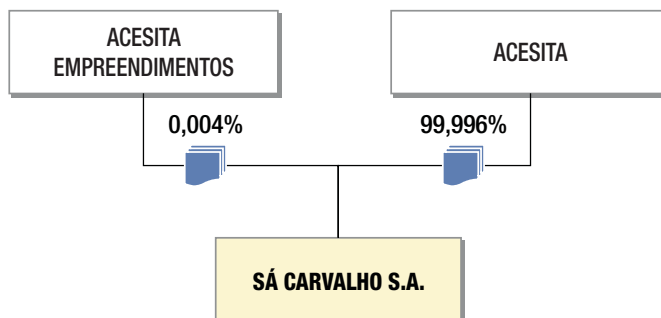 ACESITA
EMPREENDIMENTOS
ACESITA
0,004%
99,996%
SÁ CARVALHO S.A.